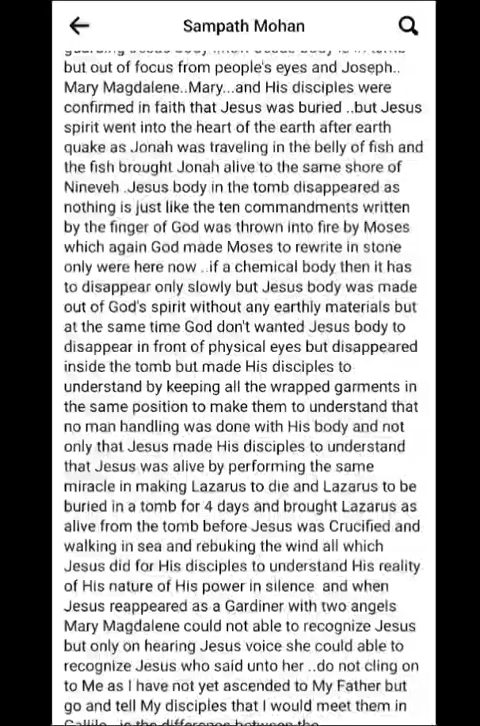 Sampath Mohan
but out of focus from people's eyes and Joseph..
Mary Magdalene..Mary...and His disciples were
confirmed in faith that Jesus was buried ..but Jesus
spirit went into the heart of the earth after earth
quake as Jonah was traveling in the belly of fish and
the fish brought Jonah alive to the same shore of
Nineveh .Jesus body in the tomb disappeared as
nothing is just like the ten commandments written
by the finger of God was thrown into fire by Moses
which again God made Moses to rewrite in stone
only were here now ..if a chemical body then it has
to disappear only slowly but Jesus body was made
out of God's spirit without any earthly materials but
at the same time God don't wanted Jesus body to
disappear in front of physical eyes but disappeared
inside the tomb but made His disciples to
understand by keeping all the wrapped garments in
the same position to make them to understand that
no man handling was done with His body and not
only that Jesus made His disciples to understand
that Jesus was alive by performing the same
miracle in making Lazarus to die and Lazarus to be
buried in a tomb for 4 days and brought Lazarus as
alive from the tomb before Jesus was Crucified and
walking in sea and rebuking the wind all which
Jesus did for His disciples to understand His reality
of His nature of His power in silence  and when
Jesus reappeared as a Gardiner with two angels
Mary Magdalene could not able to recognize Jesus
but only on hearing Jesus voice she could able to
recognize Jesus who said unto her ..do not cling on
to Me as I have not yet ascended to My Father but
go and tell My disciples that I would meet them in